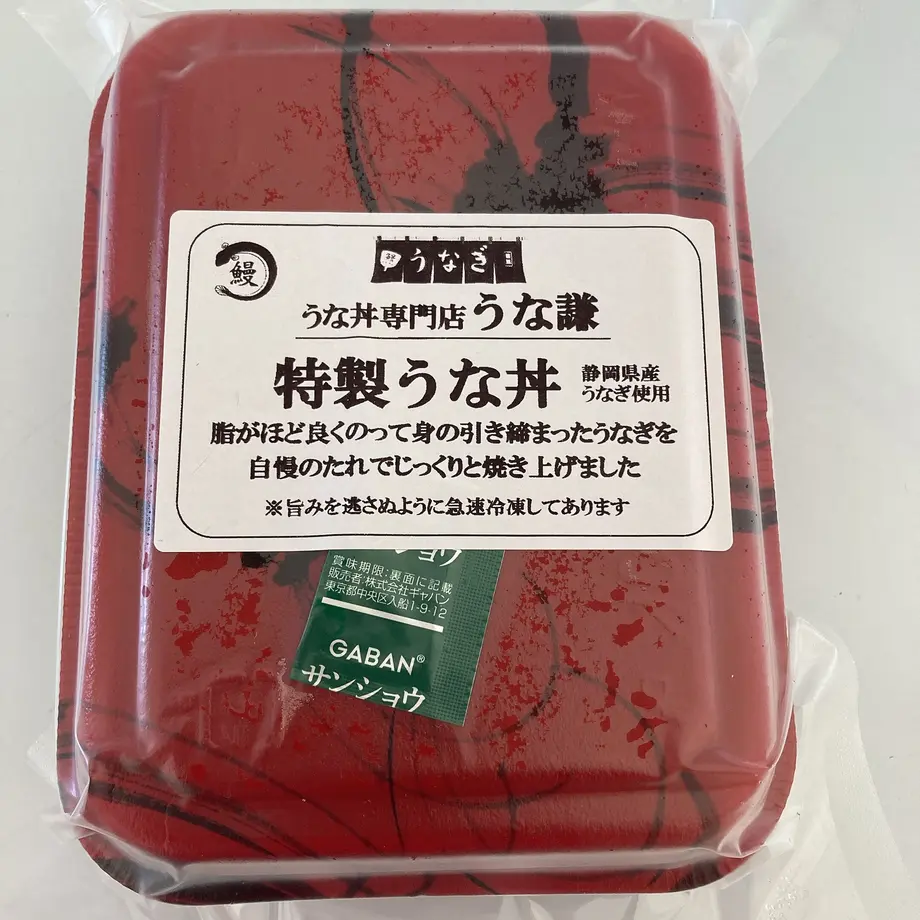 鰻
うなぎ
うな丼専門店 うな謙
特製うな丼
静岡県産
うなぎ使用
脂がほど良くのって身の引き締まったうなぎを
自慢のたれでじっくりと焼き上げました
※旨みを逃さぬように急速冷凍してあります
ンショウ
賞味期限:裏面に記載
販売者:株式会社ギャバン
東京都中央区入船1-9-12
GABAN®
サンショウ